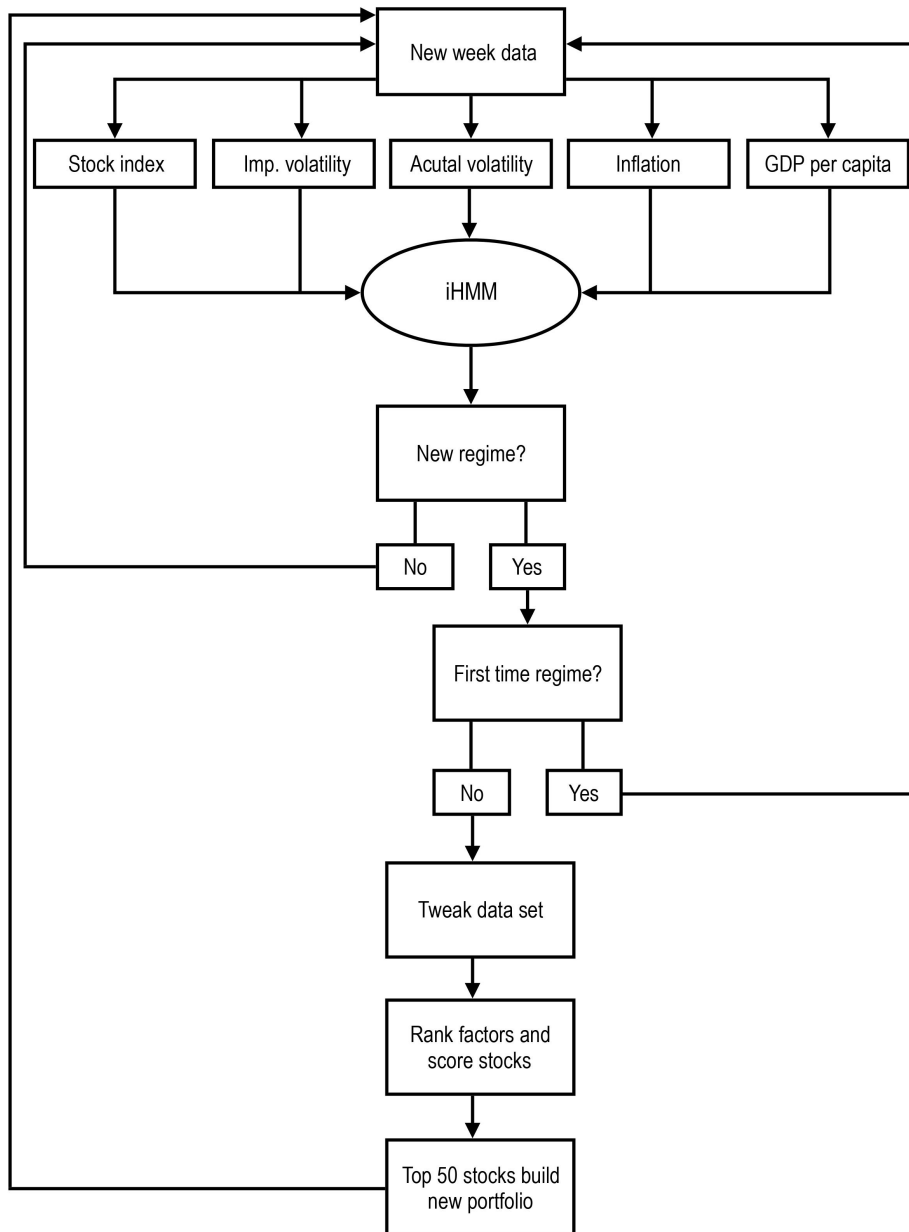 New week data
Stock index
Imp. volatility
Acutal volatility
Inflation
GDP per capita
iHMM
New regime?
No
Yes
First time regime?
No
Yes
Tweak data set
Rank factors and
score stocks
Top 50 stocks build
new portfolio